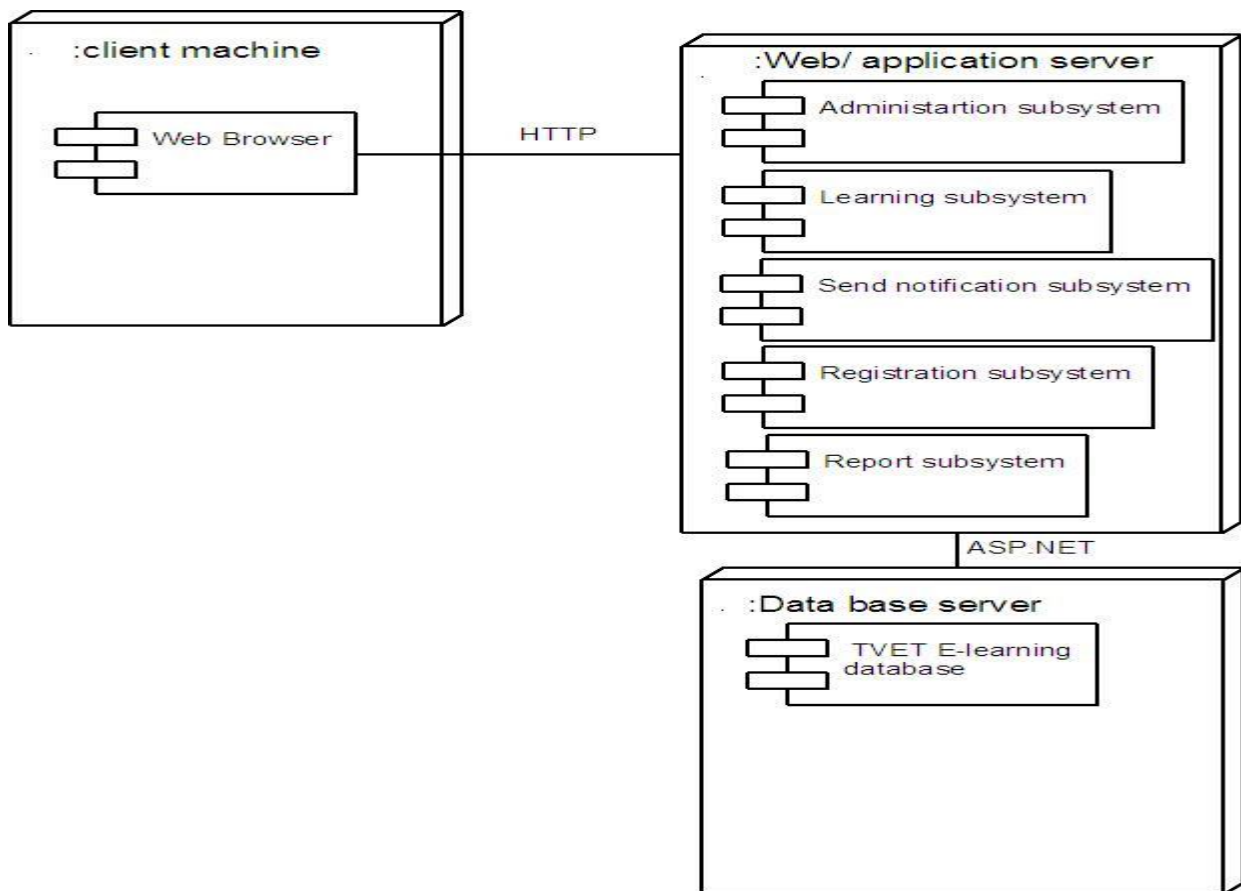 :client machine
Web Browser
HTTP
:Web/ application server
Administartion subsystem
Learning subsystem
Send notification subsystem
Registration subsystem
Report subsystem
ASP.NET
:Data base server
TVET E-learning
database